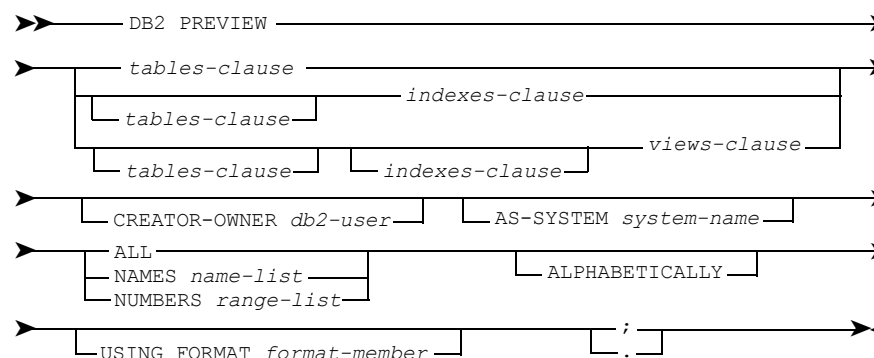 DB2 PREVIEW
tables-clause
indexes-clause
tables-clause
views-clause
tables-clause indexes-clause
CREATOR-OWNER db2-user AS-SYSTEM system-name
ALL
NAMES name-list
ALPHABETICALLY
NUMBERS range-list
;
USING FORMAT format-member .